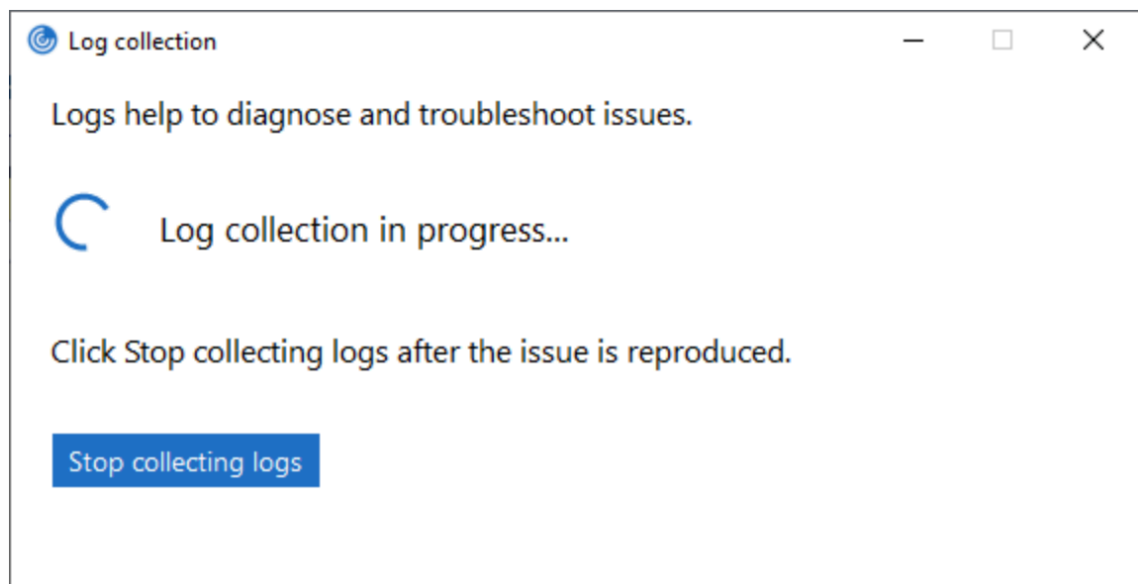 Log collection
Logs help to diagnose and troubleshoot issues.
Log collection in progress...
Click Stop collecting logs after the issue is reproduced.
Stop collecting logs